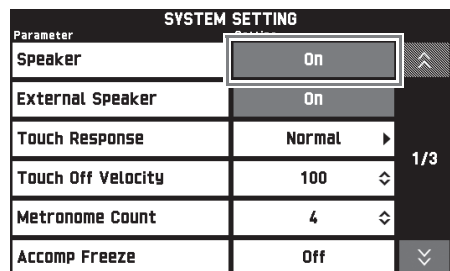 SYSTEM SETTING
Parameter
Speaker On
External Speaker On
Touch Response Normal
1/3
Touch Off Velocity 100
Metronome Count 4
Accomp Freeze Off